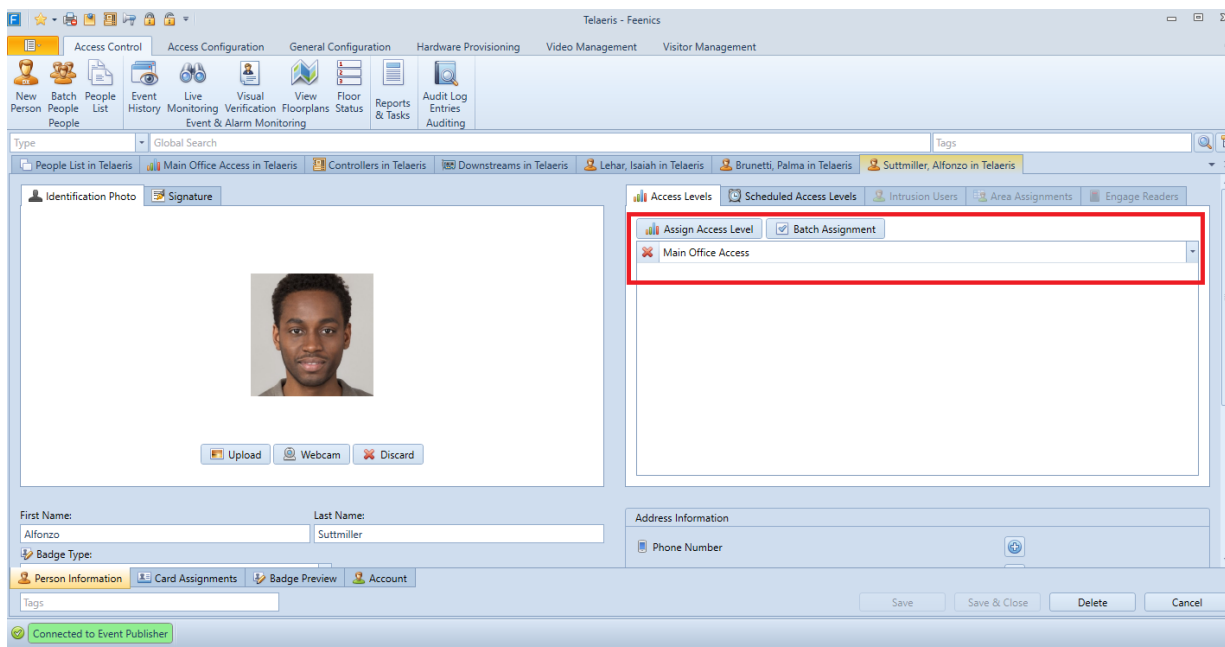 Telaeris - Feenics
Access Control Access Configuration General Configuration Hardware Provisioning Video Management Visitor Management
New Person
Batch People
People List
People
Event History
Live Monitoring
Visual Verification
View Floorplans
Floor Status
Event & Alarm Monitoring
Reports & Tasks
Audit Log Entries
Auditing
Type Global Search Tags
People List in Telaeris Main Office Access in Telaeris Controllers in Telaeris Downstreams in Telaeris Lehar, Isaiah in Telaeris Brunetti, Palma in Telaeris Suttmiller, Alfonzo in Telaeris
Identification Photo Signature
Access Levels Scheduled Access Levels Intrusion Users Area Assignments Engage Readers
Assign Access Level Batch Assignment
Main Office Access
Upload Webcam Discard
First Name: Last Name:
Alfonzo Suttmiller
Badge Type:
Address Information
Phone Number
Person Information Card Assignments Badge Preview Account
Tags Save Save & Close Delete Cancel
Connected to Event Publisher